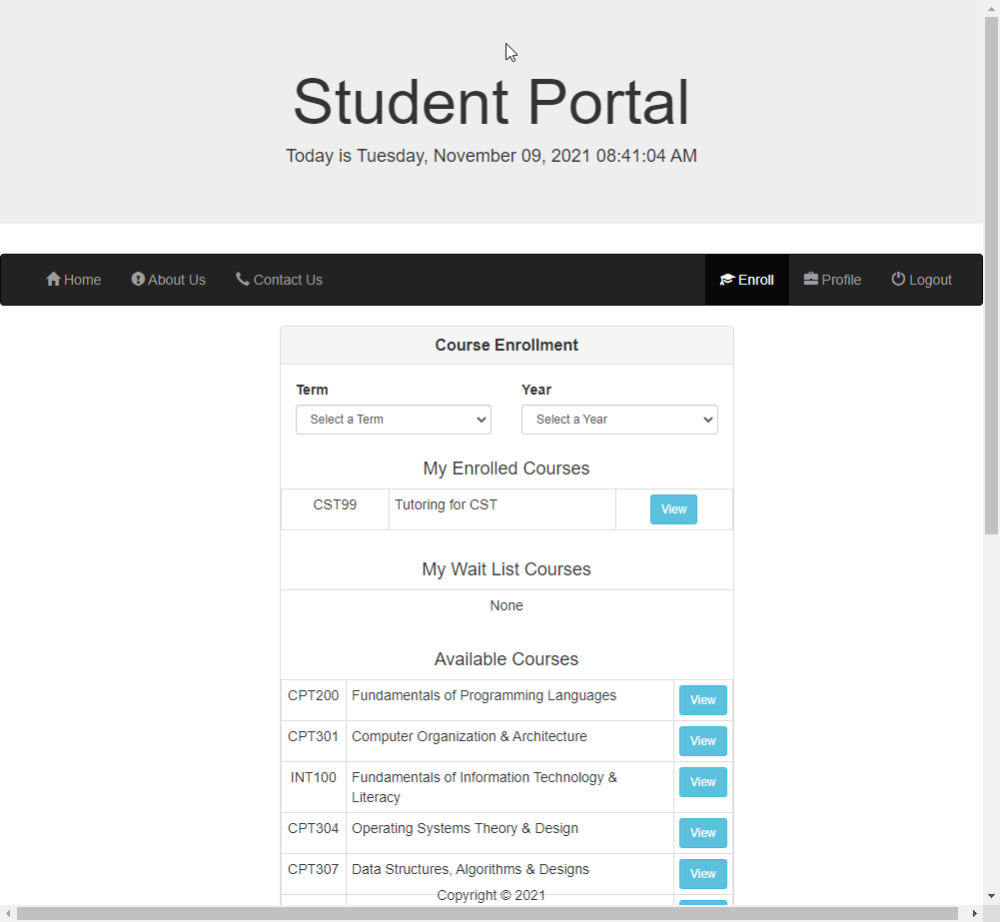 Student Portal
Today is Tuesday, November 09, 2021 08:41:04 AM
Home About Us Contact Us Enroll Profile Logout
Course Enrollment
Term Year
Select a Term Select a Year
My Enrolled Courses
CST99 Tutoring for CST View
My Wait List Courses
None
Available Courses
CPT200 Fundamentals of Programming Languages View
CPT301 Computer Organization & Architecture View
INT100 Fundamentals of Information Technology & View
Literacy
CPT304 Operating Systems Theory & Design View
CPT307 Data Structures, Algorithms & Designs View
Copyright © 2021